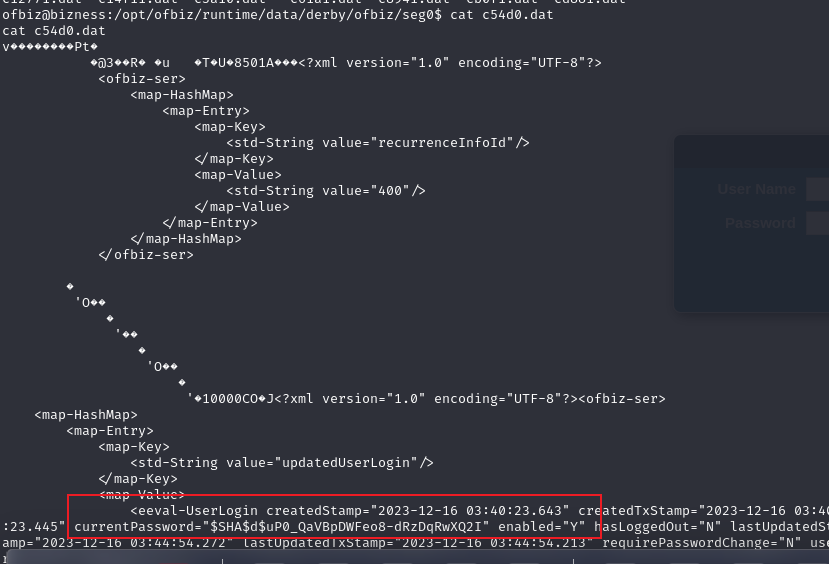 ofbiz@bizness:/opt/ofbiz/runtime/data/derby/ofbiz/seg0$ cat c54d0.dat
cat c54d0.dat
v���������Pt�
�@3��R� �u �T�U�8501A���<?xml version="1.0" encoding="UTF-8"?>
<ofbiz-ser>
<map-HashMap>
<map-Entry>
<map-Key>
<std-String value="recurrenceInfoId"/>
</map-Key>
<map-Value>
<std-String value="400"/>
</map-Value>
</map-Entry>
</map-HashMap>
</ofbiz-ser>
�
'O��
�
'��
�
'O��
�
'�10000CO�J<?xml version="1.0" encoding="UTF-8"?><ofbiz-ser>
<map-HashMap>
<map-Entry>
<map-Key>
<std-String value="updatedUserLogin"/>
</map-Key>
<map-Value>
<eeval-UserLogin createdStamp="2023-12-16 03:40:23.643" createdTxStamp="2023-12-16 03:40
:23.445" currentPassword="$SHA$d$uP0_QaVBpDWFeo8-dRzDqRwXQ2I" enabled="Y" hasLoggedOut="N" lastUpdatedSt
amp="2023-12-16 03:44:54.272" lastUpdatedTxStamp="2023-12-16 03:44:54.213" requirePasswordChange="N" use
r
User Name
Password